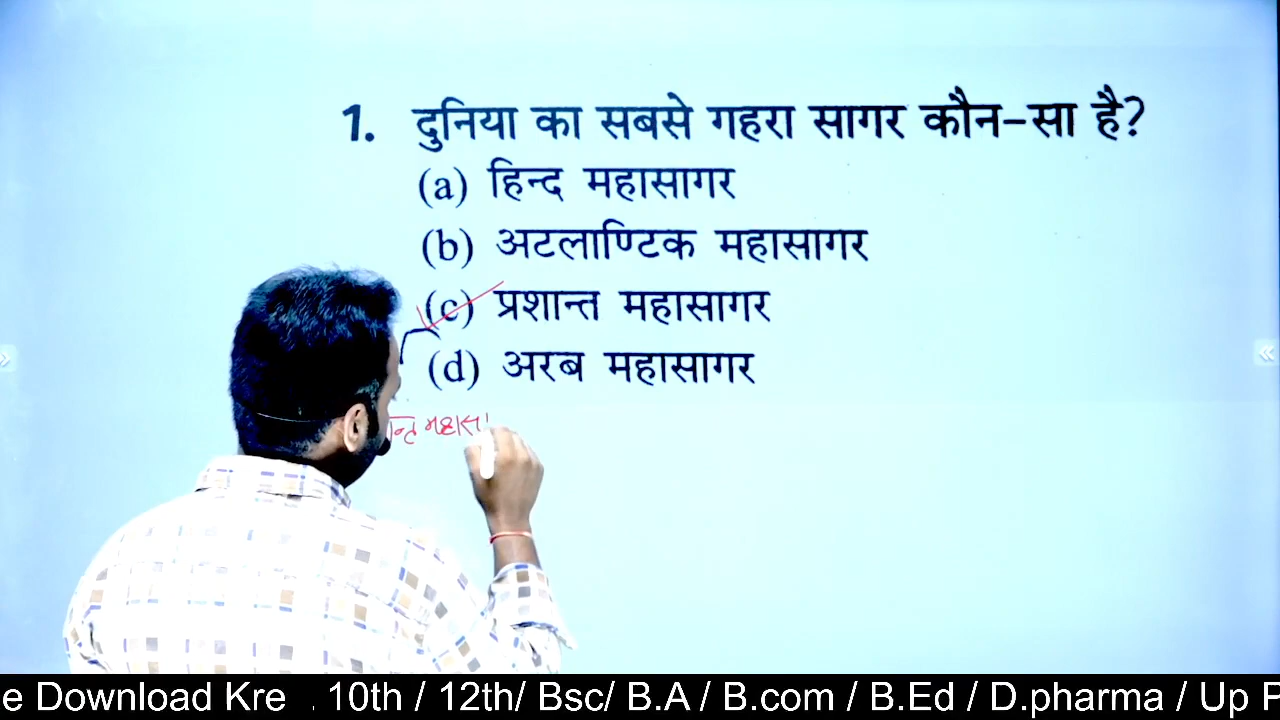 1. दुनिया का सबसे गहरा सागर कौन-सा है?
(a) हिन्द महासागर
(b) अटलाण्टिक महासागर
(c) प्रशान्त महासागर
(d) अरब महासागर
न्त महास
e Download Kre . 10th / 12th/ Bsc/ B.A / B.com / B.Ed / D.pharma / Up P